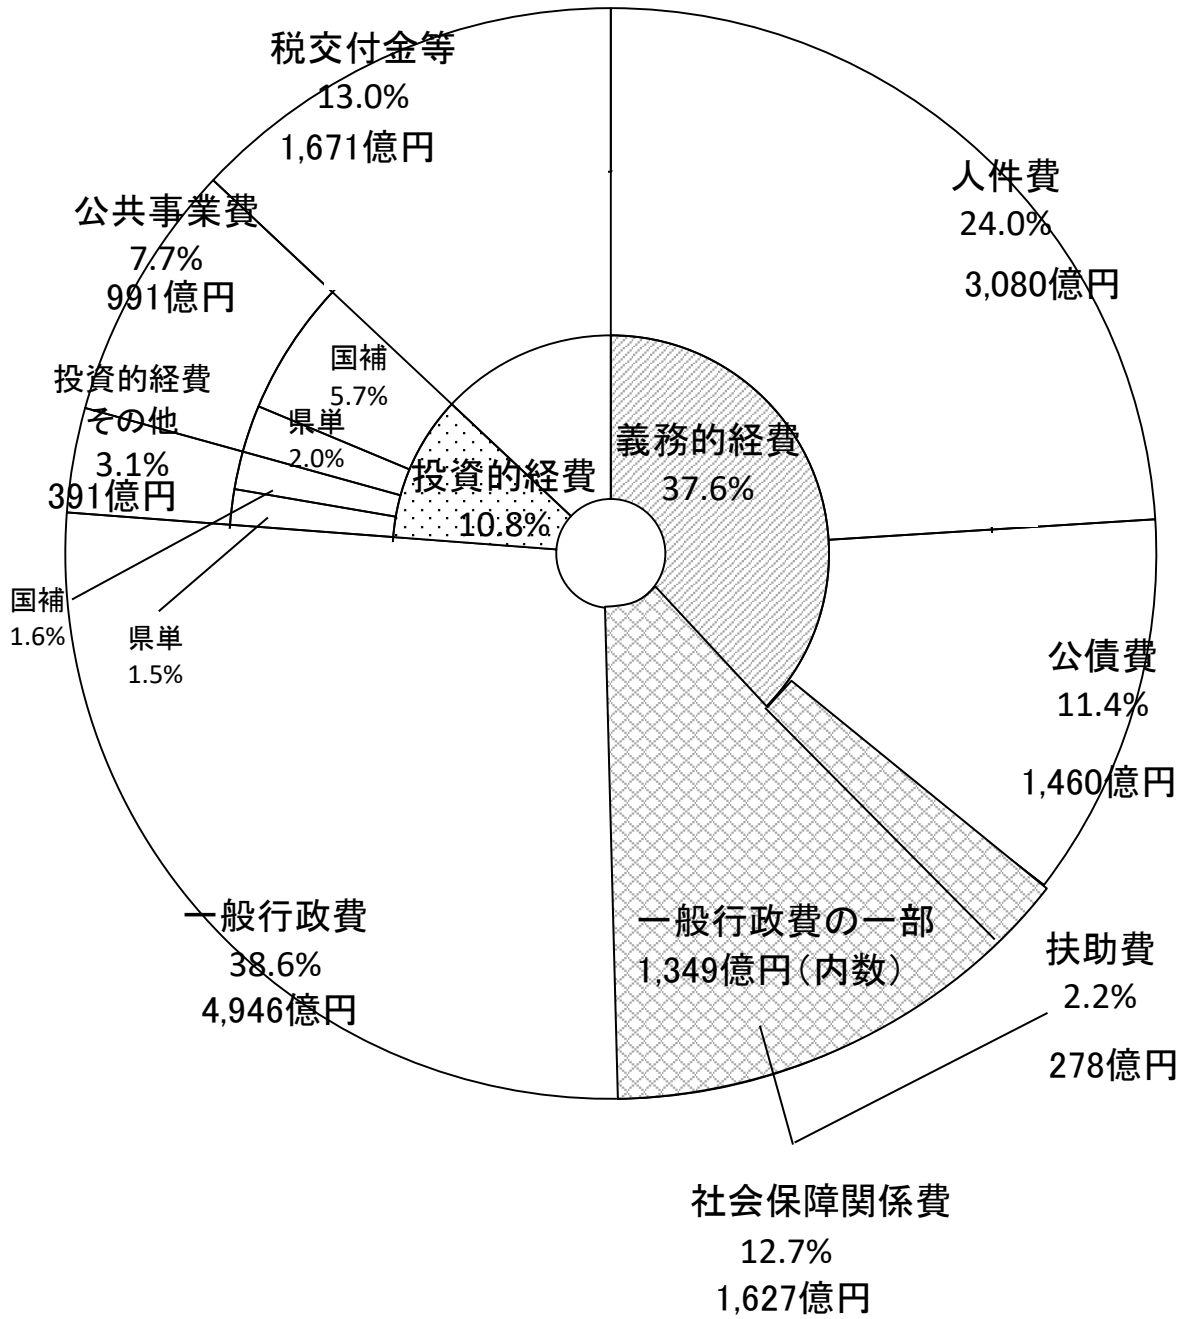 税交付金等
13.0%
1,671億円
人件費
24.0%
3,080億円
公共事業費
7.7%
991億円
国補
5.7%
県単
2.0%
投資的経費
その他
3.1%
391億円
義務的経費
37.6%
投資的経費
10.8%
国補
1.6%
県単
1.5%
公債費
11.4%
1,460億円
一般行政費
38.6%
4,946億円
一般行政費の一部
1,349億円(内数)
扶助費
2.2%
278億円
社会保障関係費
12.7%
1,627億円